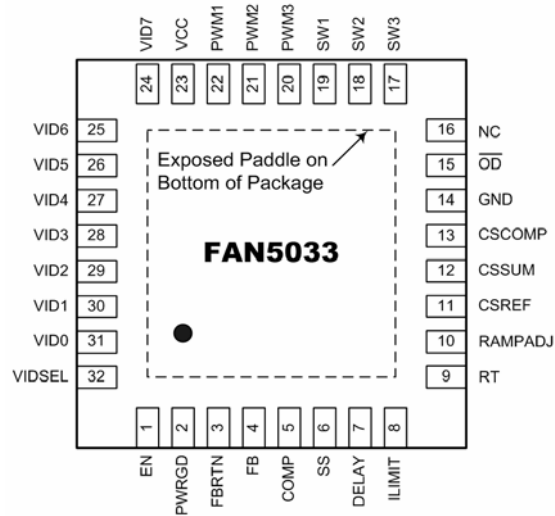 VID7
VCC
PWM1
PWM2
PWM3
SW1
SW2
SW3
24
23
22
21
20
19
18
17
VID6 25
VID5 26
VID4 27
VID3 28
VID2 29
VID1 30
VID0 31
VIDSEL 32
Exposed Paddle on
Bottom of Package
FAN5033
16 NC
15 OD
14 GND
13 CSCOMP
12 CSSUM
11 CSREF
10 RAMPADJ
9 RT
1
2
3
4
5
6
7
8
EN
PWRGD
FBRTN
FB
COMP
SS
DELAY
ILIMIT